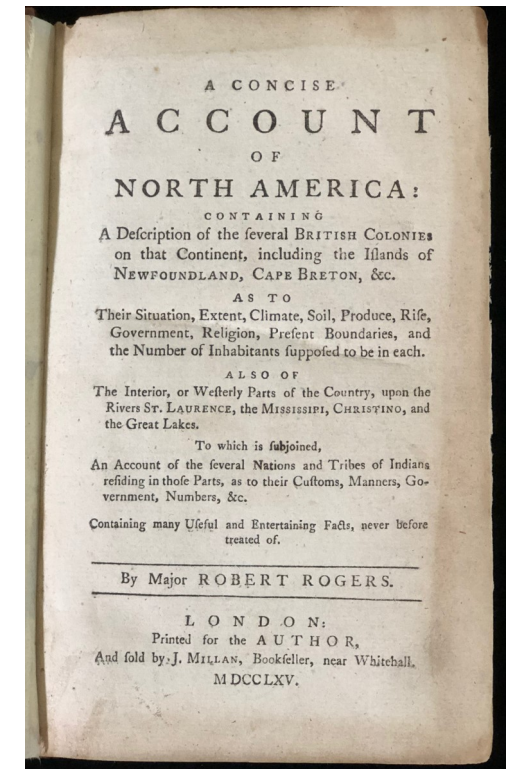 A CONCISE
ACCOUNT
OF
NORTH AMERICA:
CONTAINING
A Deſcription of the ſeveral BRITISH COLONIES
on that Continent, including the Iſlands of
NEWFOUNDLAND, CAPE BRETON, &c.
AS TO
Their Situation, Extent, Climate, Soil, Produce, Riſe,
Government, Religion, Preſent Boundaries, and
the Number of Inhabitants ſuppoſed to be in each.
ALSO OF
The Interior, or Weſterly Parts of the Country, upon the
Rivers ST. LAURENCE, the MISSISSIPI, CHRISTINO, and
the Great Lakes.
To which is ſubjoined,
An Account of the ſeveral Nations and Tribes of Indians
reſiding in thoſe Parts, as to their Cuſtoms, Manners, Go-
vernment, Numbers, &c.
Containing many Uſeful and Entertaining Facts, never before
treated of.
By Major ROBERT ROGERS.
LONDON:
Printed for the AUTHOR,
And ſold by J. MILLAN, Bookſeller, near Whitehall.
MDCCLXV.